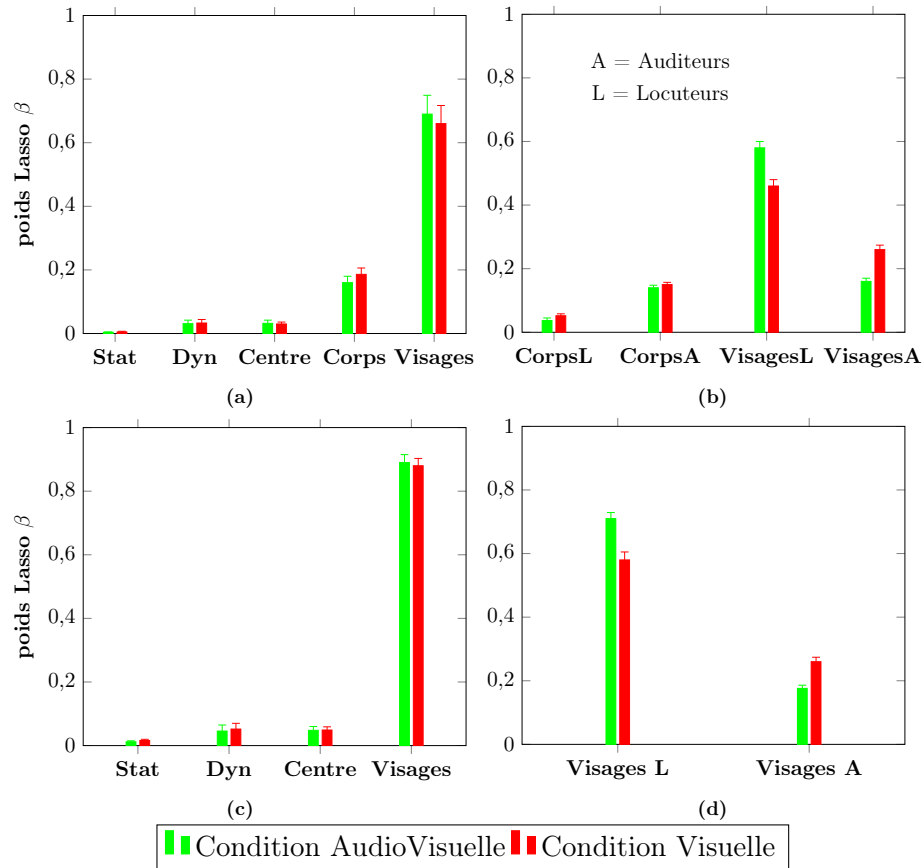 1
0,8
0,6
0,4
0,2
0
poids Lasso β
Stat Dyn Centre Corps Visages
(a)
1
0,8
0,6
0,4
0,2
0
A = Auditeurs
L = Locuteurs
CorpsL CorpsA VisagesL VisagesA
(b)
1
0,8
0,6
0,4
0,2
0
poids Lasso β
Stat Dyn Centre Visages
(c)
1
0,8
0,6
0,4
0,2
0
Visages L Visages A
(d)
Condition AudioVisuelle Condition Visuelle